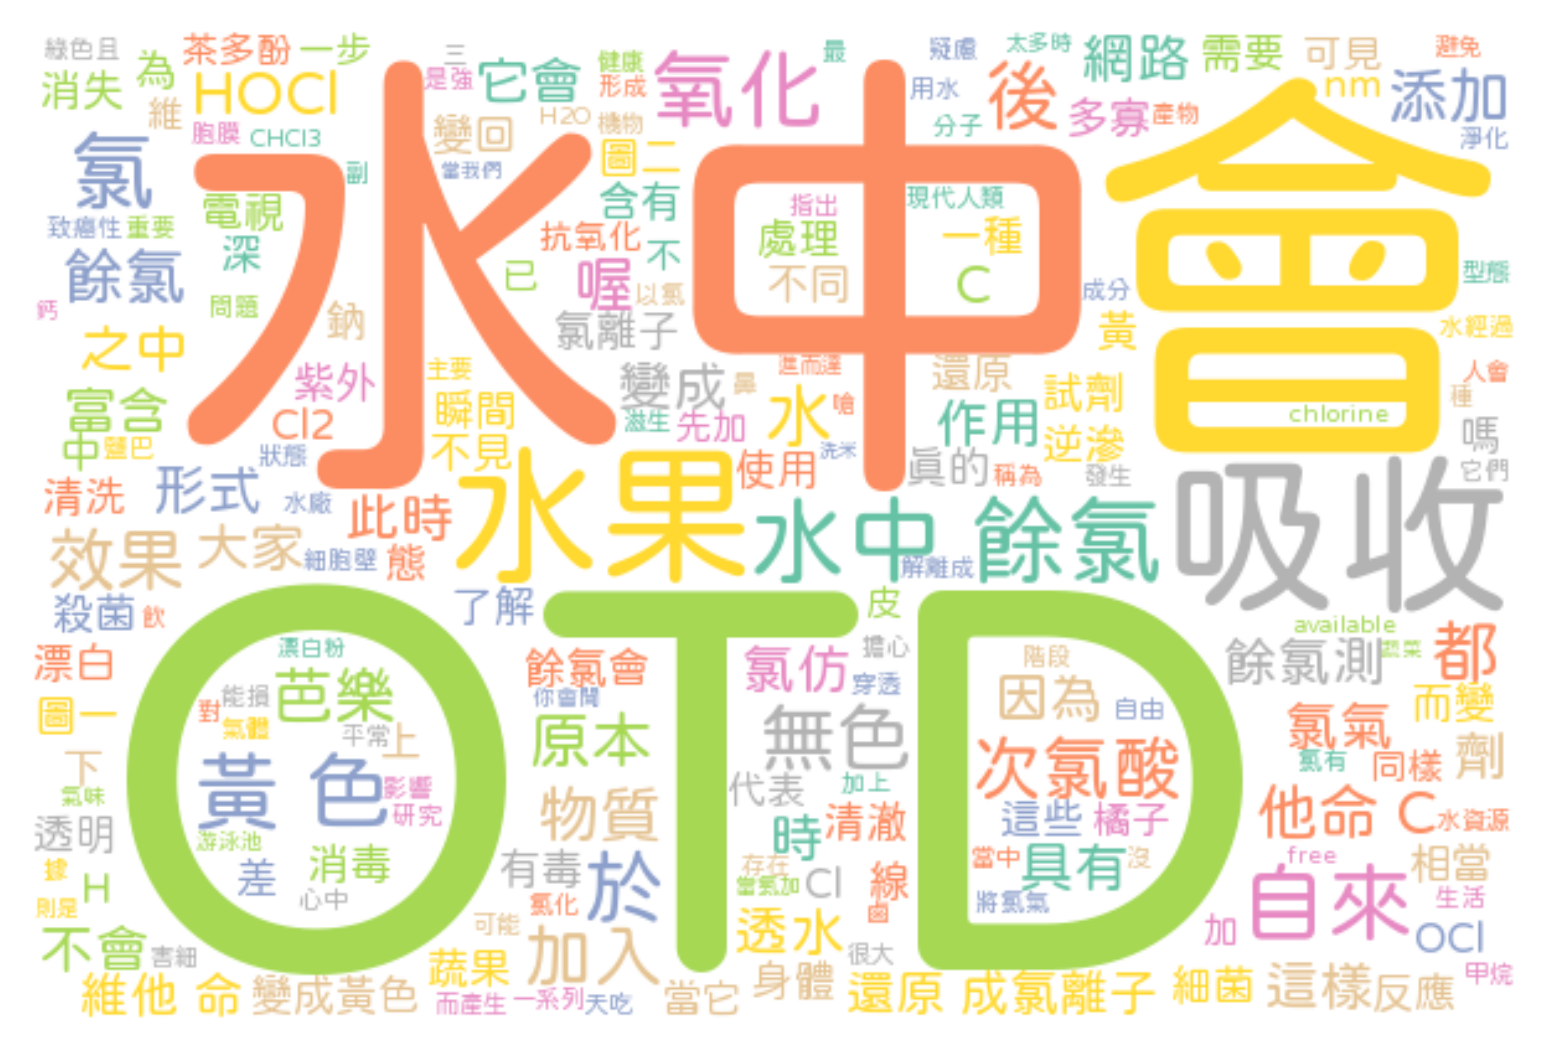 綠色且 茶多酚 一步 三 健康 最 疑慮 太多時 網路 需要 可見 避免
消失 為 HOCl 是強 它會 形成 氧化 用水 後 多寡 產物 nm 添加
維 胞膜 CHCl3 變回 H2O 機物 分子 淨化
氯 副 當我們 圖二
水中 會
致癌性 重要 電視 含有 指出 現代人類
餘氯 深 抗氧化 不 處理 一種
已 喔 以氯 不同 C 成分 型態
鈣 問題 鈉 氯離子 黃 水經過
之中 紫外 主要 變成 鼻 進而達 還原 試劑 人會
富含 Cl2 瞬間 滋生 先加 水 嗆 作用 種 chlorine
中 鹽巴 狀態 不見 洗米 逆滲 嗎
清洗 形式 水廠 使用 真的 稱為 發生 它們
此時 水果 水中 餘氯 吸收
效果 大家 細胞壁 態 解離成
殺菌 飲 了解 皮 available
OTD
漂白 漂白粉 餘氯會 氯仿 擔心 階段 餘氯測 蔬菜 都
圖一 對 能損 芭樂 你會聞 穿透 因為 自由 而變
氣體 平常 上 原本 無色 氯氣
下 黃 色 影響 代表 加上 次氯酸 氯有 同樣 劑
氣味 研究 物質 這些 橘子 他命 C 水資源
透明 游泳池 時 清澈
據 差 消毒 有毒 存在 當中 具有 沒 free 相當
H 心中 於 當氯加 Cl 線 將氯氣 自來 生活
則是 氯化 可能 透水 加 OCl
不會 害細 加入 很大
蔬果 身體 甲烷
維他 命 變成黃色 而產生 一系列 天吃 當它 還原 成氯離子 細菌 這樣 反應